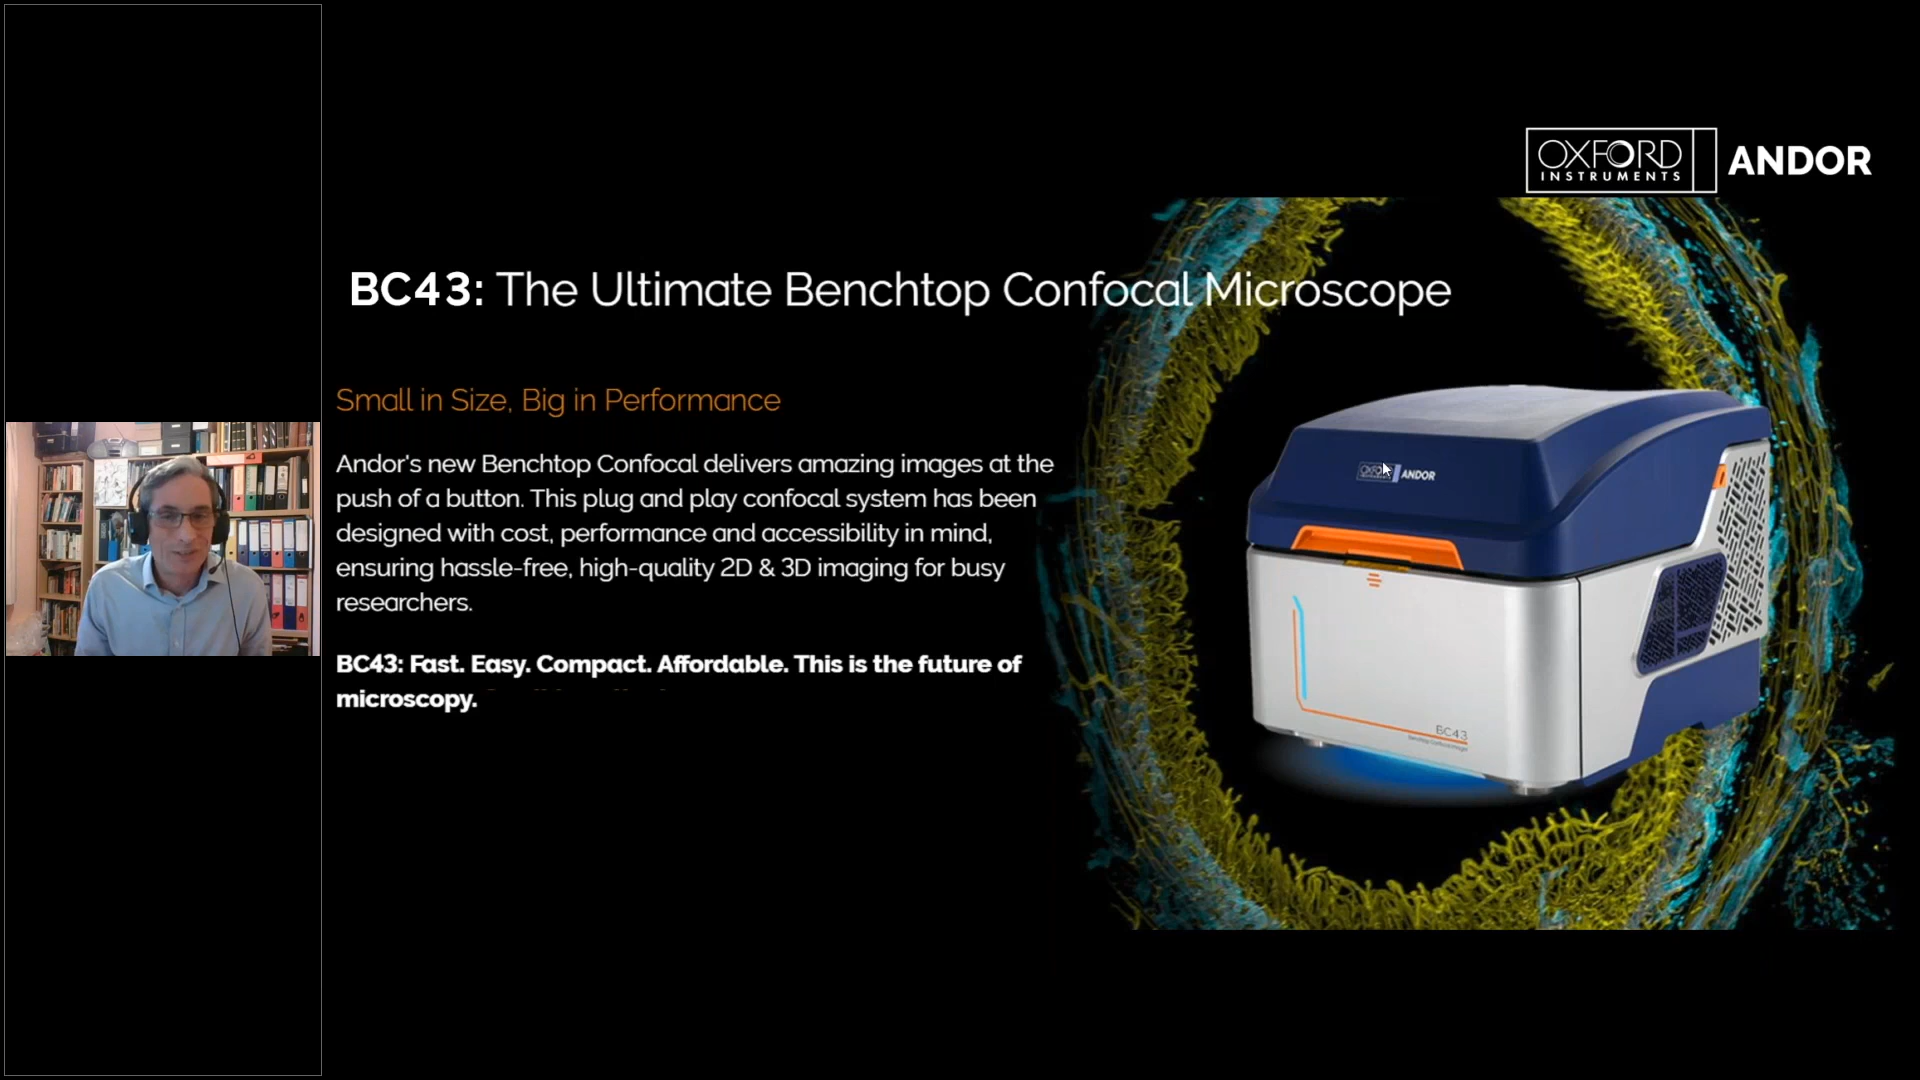 OXFORD
INSTRUMENTS
ANDOR
BC43: The Ultimate Benchtop Confocal Microscope
Small in Size, Big in Performance
Andor's new Benchtop Confocal delivers amazing images at the
push of a button. This plug and play confocal system has been
designed with cost, performance and accessibility in mind,
ensuring hassle-free, high-quality 2D & 3D imaging for busy
researchers.
BC43: Fast. Easy. Compact. Affordable. This is the future of
microscopy.
ANDOR
BC43